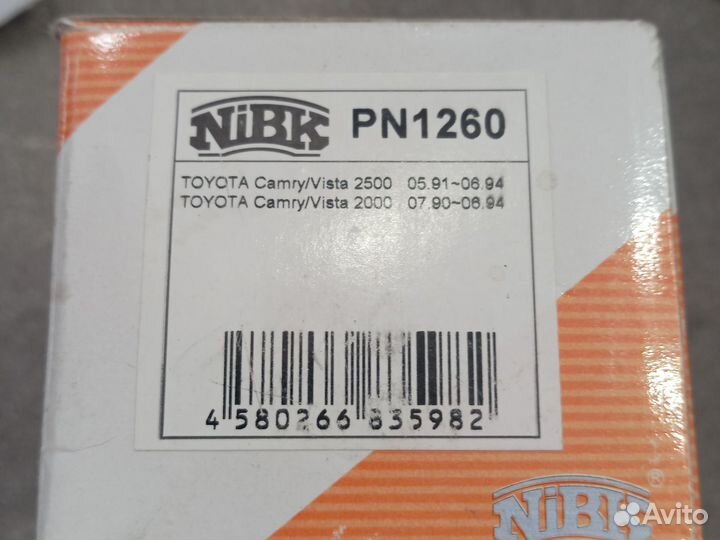 NiBK PN1260
TOYOTA Camry/Vista 2500 05.91~06.94
TOYOTA Camry/Vista 2000 07.90~06.94
4 580266 835982
NiBK
®
Avito